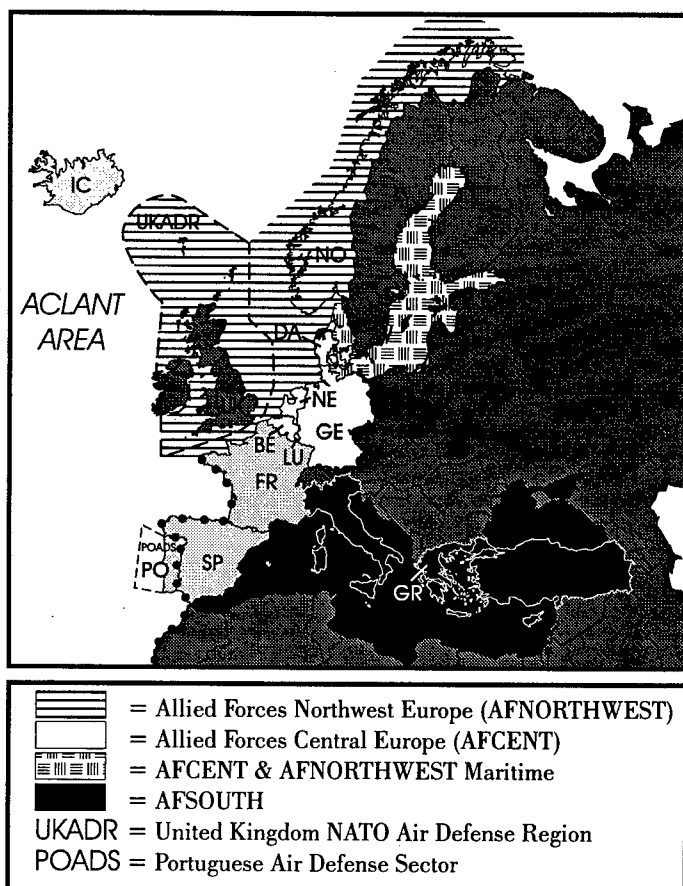 IC
UKADR
NO
ACLANT
AREA
DA
NE
BE
GE
LU
FR
POADS
PO
SP
GR
= Allied Forces Northwest Europe (AFNORTHWEST)
= Allied Forces Central Europe (AFCENT)
= AFCENT & AFNORTHWEST Maritime
= AFSOUTH
UKADR = United Kingdom NATO Air Defense Region
POADS = Portuguese Air Defense Sector